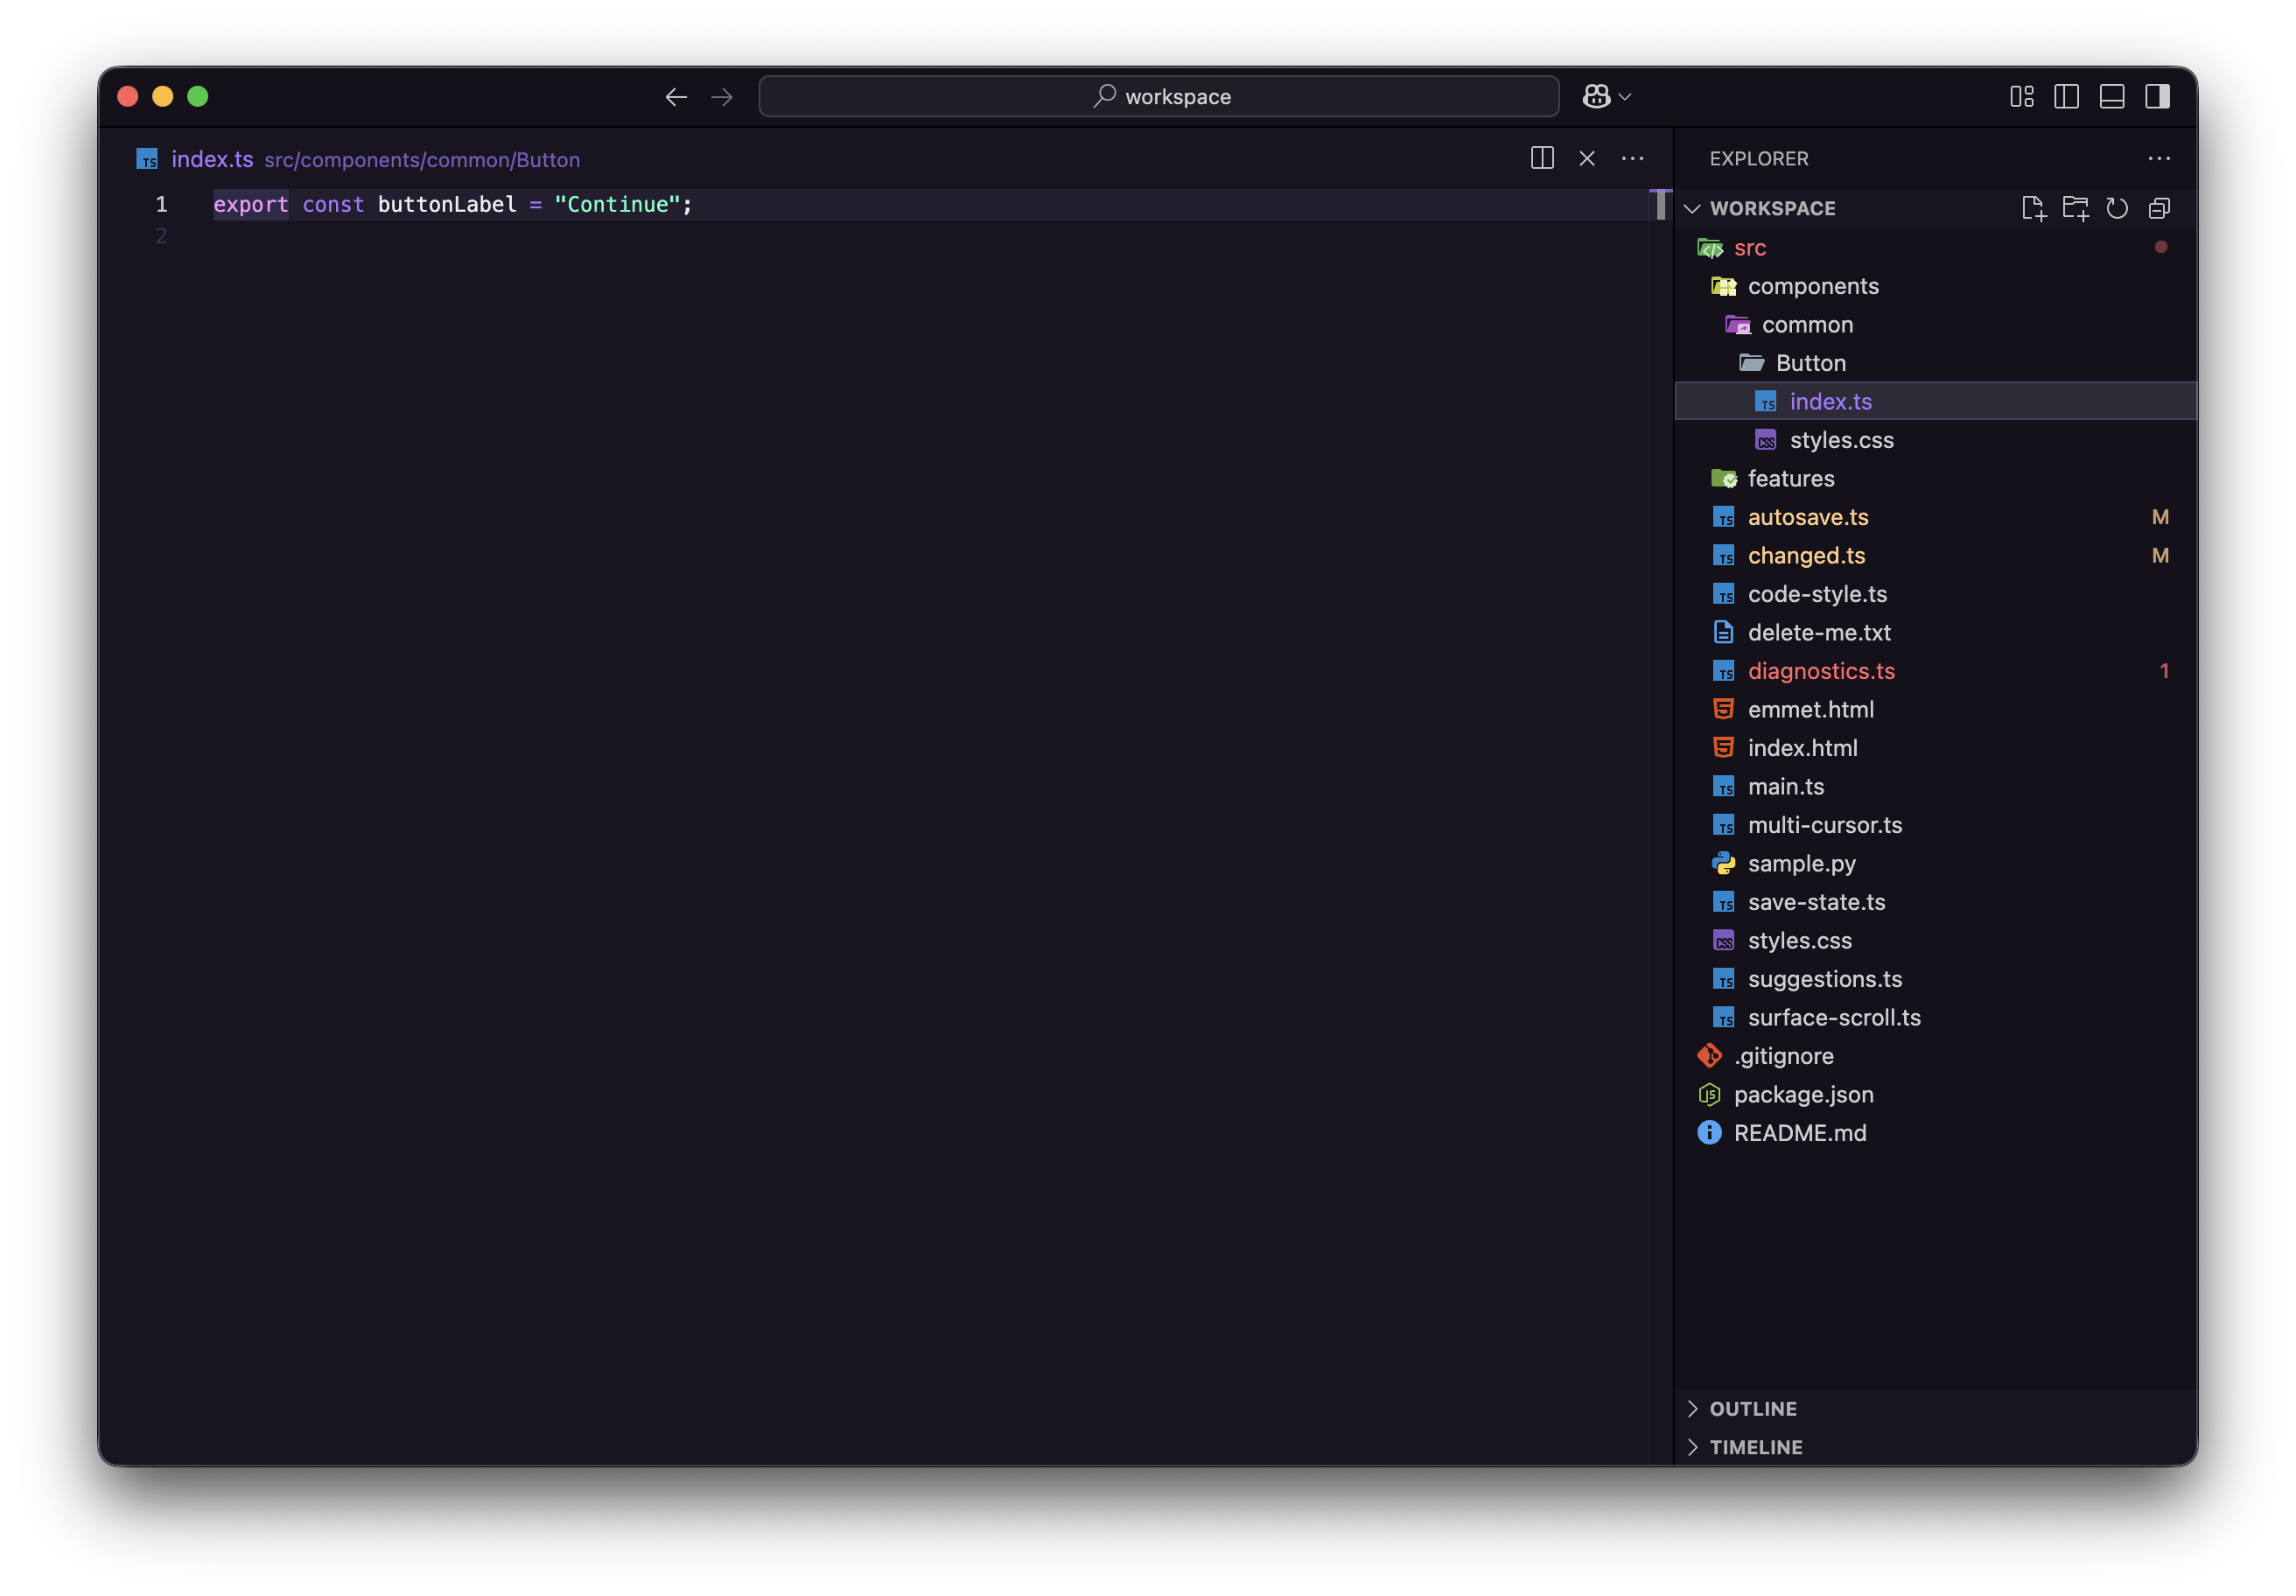 workspace
index.ts src/components/common/Button
1 export const buttonLabel = "Continue";
2
EXPLORER
WORKSPACE
src
components
common
Button
index.ts
styles.css
features
autosave.ts M
changed.ts M
code-style.ts
delete-me.txt
diagnostics.ts 1
emmet.html
index.html
main.ts
multi-cursor.ts
sample.py
save-state.ts
styles.css
suggestions.ts
surface-scroll.ts
.gitignore
package.json
README.md
OUTLINE
TIMELINE